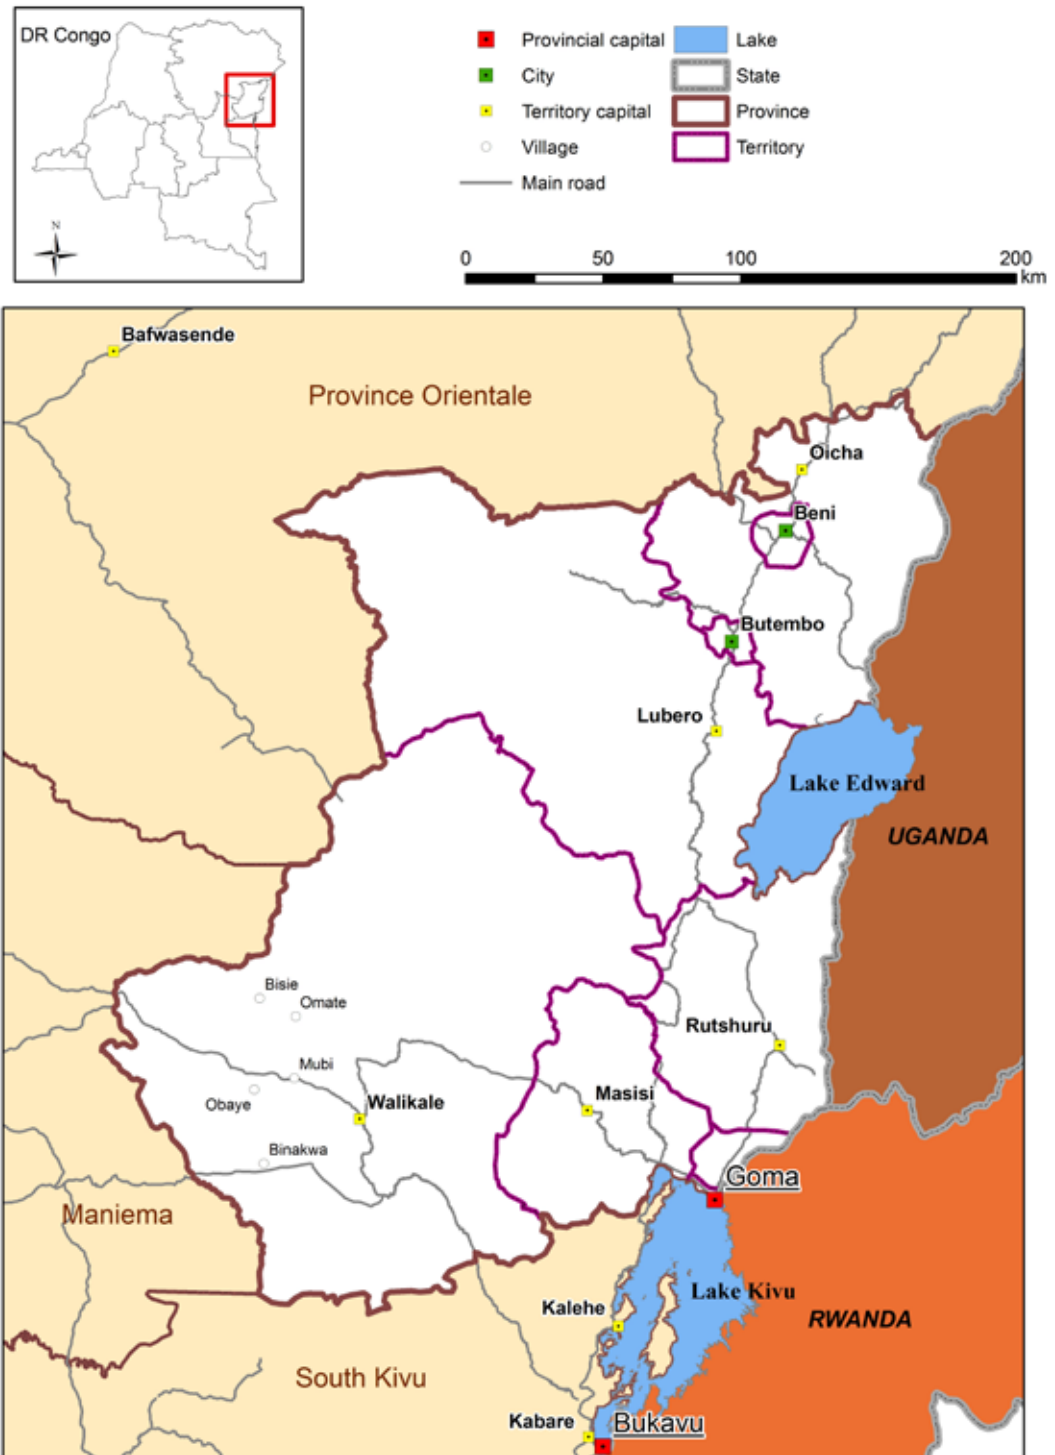 DR Congo
N
Provincial capital
City
Territory capital
Village
Main road
Lake
State
Province
Territory
0 50 100 200
km
Bafwasende
Province Orientale
Oicha
Beni
Butembo
Lubero
Lake Edward
UGANDA
Bisie
Omate
Rutshuru
Mubi
Masisi
Obaye
Walikale
Binakwa
Goma
Maniema
Lake Kivu
Kalehe
RWANDA
South Kivu
Kabare
Bukavu